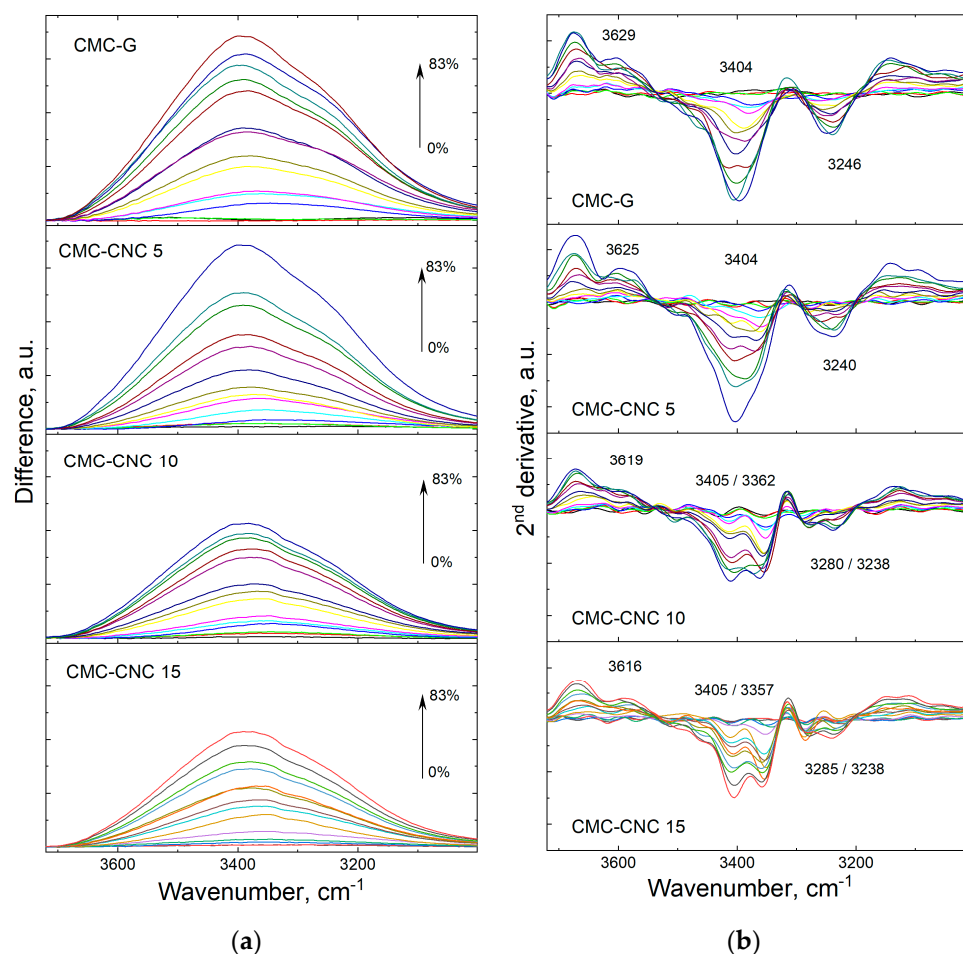 Difference, a.u.
CMC-G
83%
0%
CMC-CNC 5
83%
0%
CMC-CNC 10
83%
0%
CMC-CNC 15
83%
0%
3600
3400
3200
Wavenumber, cm⁻¹
(a)
2nd derivative, a.u.
3629
3404
3246
CMC-G
3625
3404
3240
CMC-CNC 5
3619
3405 / 3362
3280 / 3238
CMC-CNC 10
3616
3405 / 3357
3285 / 3238
CMC-CNC 15
3600
3400
3200
Wavenumber, cm⁻¹
(b)